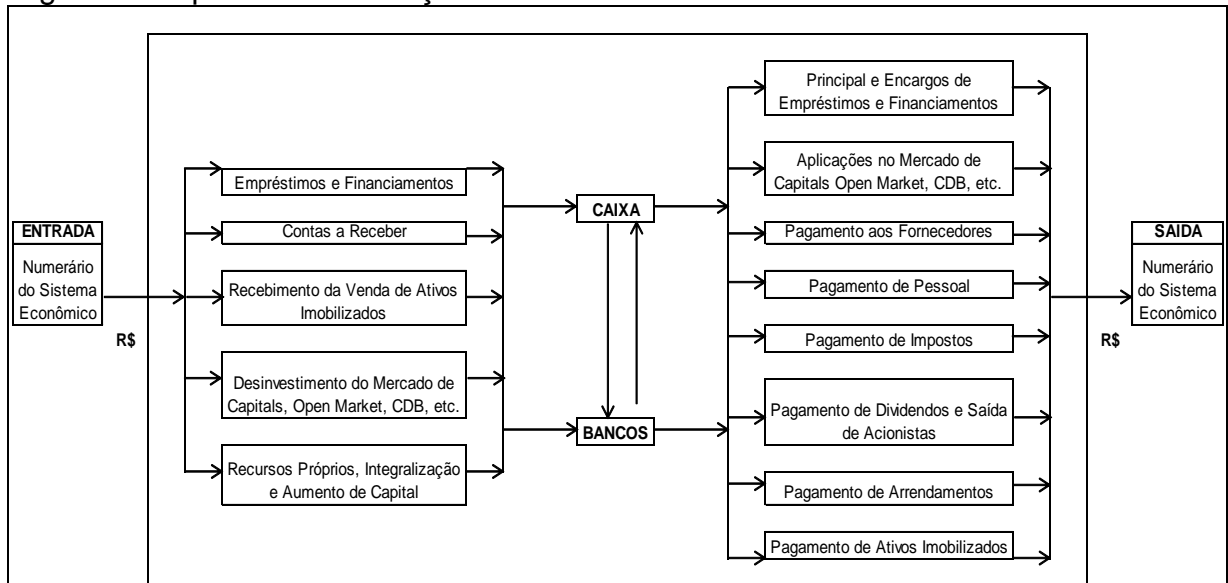 ENTRADA
Numerário
do Sistema
Econômico
R$
Empréstimos e Financiamentos
Contas a Receber
Recebimento da Venda de Ativos
Imobilizados
Desinvestimento do Mercado de
Capitals, Open Market, CDB, etc.
Recursos Próprios, Integralização
e Aumento de Capital
CAIXA
BANCOS
Principal e Encargos de
Empréstimos e Financiamentos
Aplicações no Mercado de
Capitals Open Market, CDB, etc.
Pagamento aos Fornecedores
Pagamento de Pessoal
Pagamento de Impostos
Pagamento de Dividendos e Saída
de Acionistas
Pagamento de Arrendamentos
Pagamento de Ativos Imobilizados
SAIDA
Numerário
do Sistema
Econômico
R$